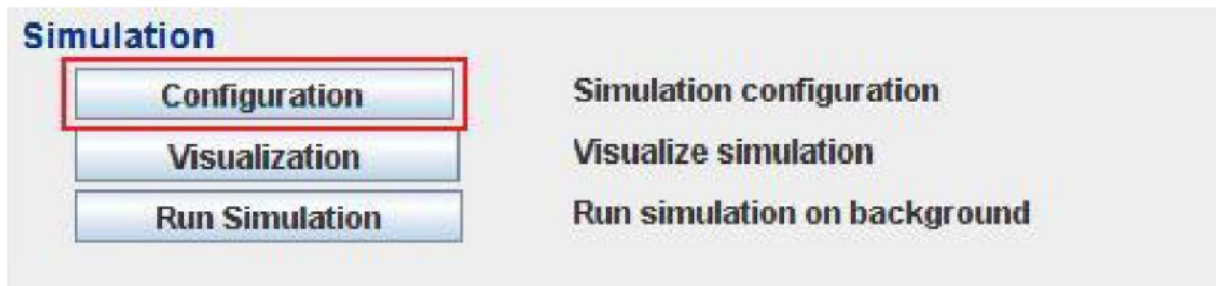 Simulation
Configuration Simulation configuration
Visualization Visualize simulation
Run Simulation Run simulation on background